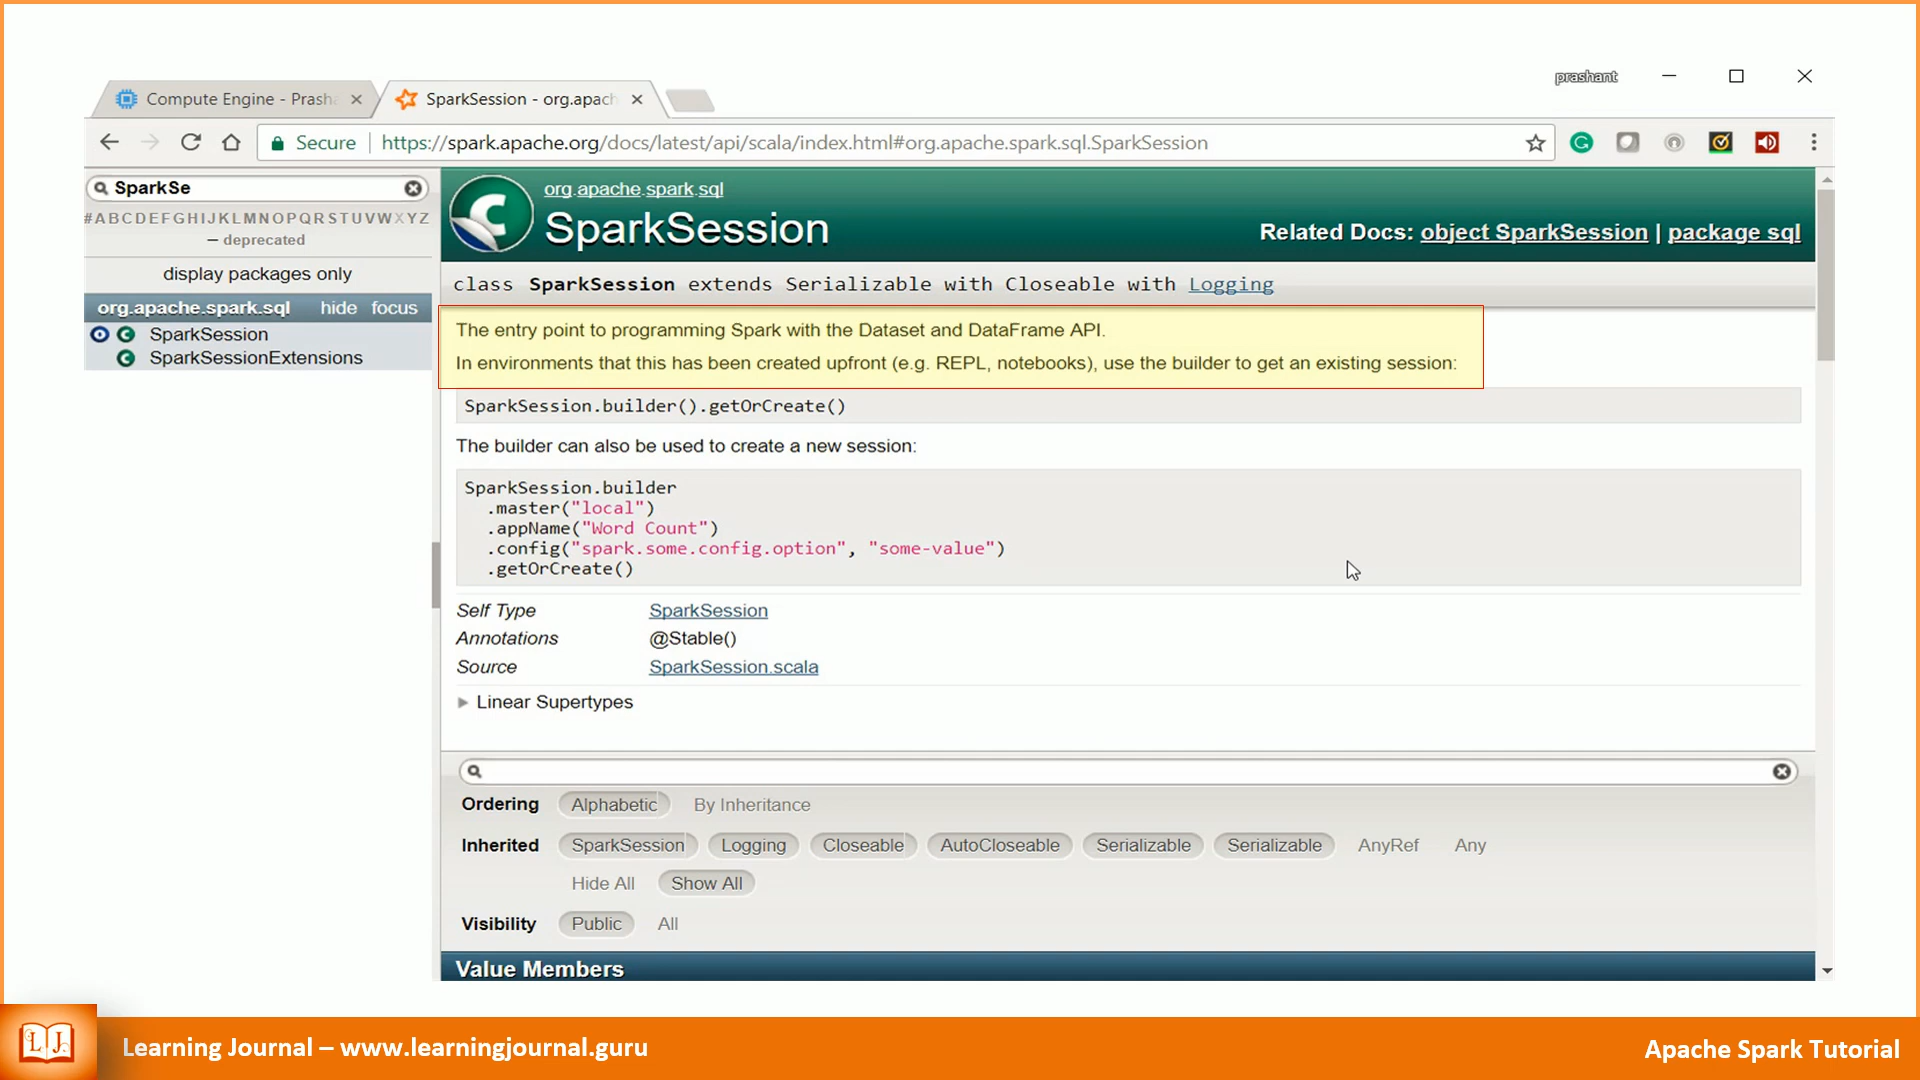 prashant
Compute Engine - Prasha
SparkSession - org.apach
Secure
https://spark.apache.org/docs/latest/api/scala/index.html#org.apache.spark.sql.SparkSession
SparkSe
#ABCDEFGHIJKLMNOPQRSTUVWXYZ
– deprecated
display packages only
org.apache.spark.sql hide focus
SparkSession
SparkSessionExtensions
org.apache.spark.sql
SparkSession
Related Docs: object SparkSession | package sql
class SparkSession extends Serializable with Closeable with Logging
The entry point to programming Spark with the Dataset and DataFrame API.
In environments that this has been created upfront (e.g. REPL, notebooks), use the builder to get an existing session:
SparkSession.builder().getOrCreate()
The builder can also be used to create a new session:
SparkSession.builder
.master("local")
.appName("Word Count")
.config("spark.some.config.option", "some-value")
.getOrCreate()
Self Type SparkSession
Annotations @Stable()
Source SparkSession.scala
Linear Supertypes
Ordering Alphabetic By Inheritance
Inherited SparkSession Logging Closeable AutoCloseable Serializable Serializable AnyRef Any
Hide All Show All
Visibility Public All
Value Members
LJ
Learning Journal – www.learningjournal.guru
Apache Spark Tutorial